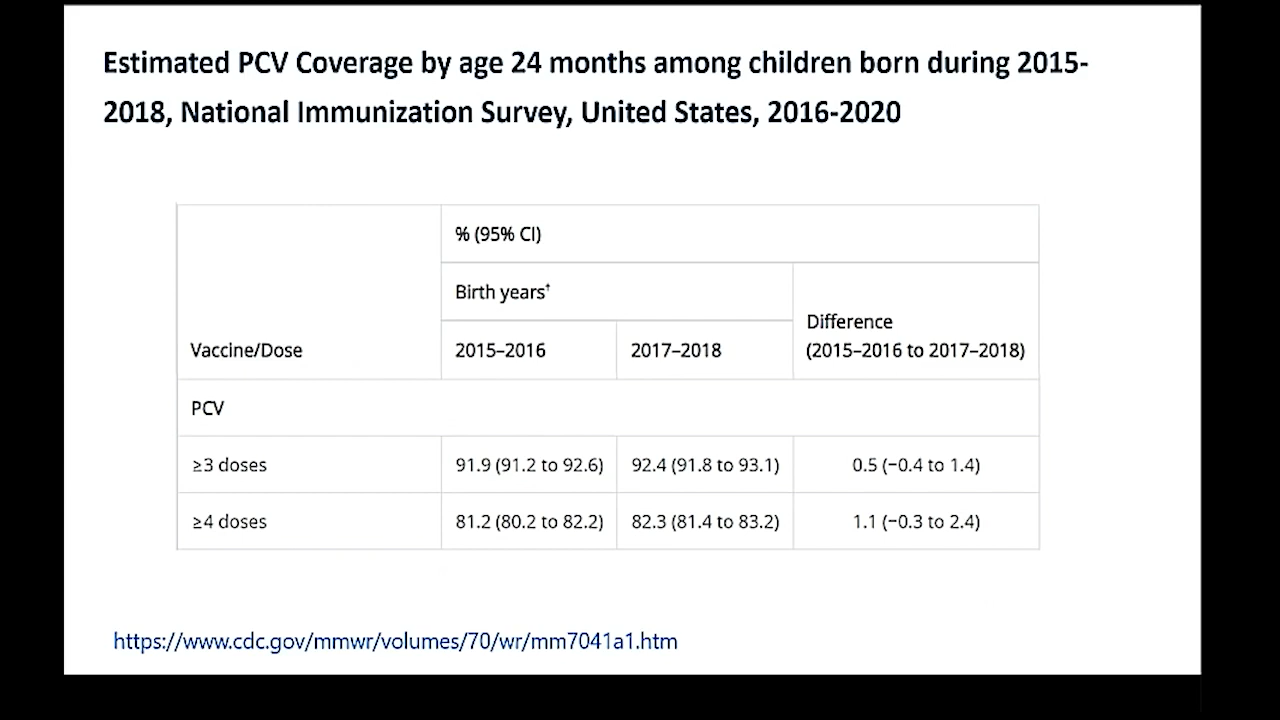 Estimated PCV Coverage by age 24 months among children born during 2015-
2018, National Immunization Survey, United States, 2016-2020
% (95% CI)
Birth years†
Difference
Vaccine/Dose 2015–2016 2017–2018 (2015–2016 to 2017–2018)
PCV
≥3 doses 91.9 (91.2 to 92.6) 92.4 (91.8 to 93.1) 0.5 (−0.4 to 1.4)
≥4 doses 81.2 (80.2 to 82.2) 82.3 (81.4 to 83.2) 1.1 (−0.3 to 2.4)
https://www.cdc.gov/mmwr/volumes/70/wr/mm7041a1.htm